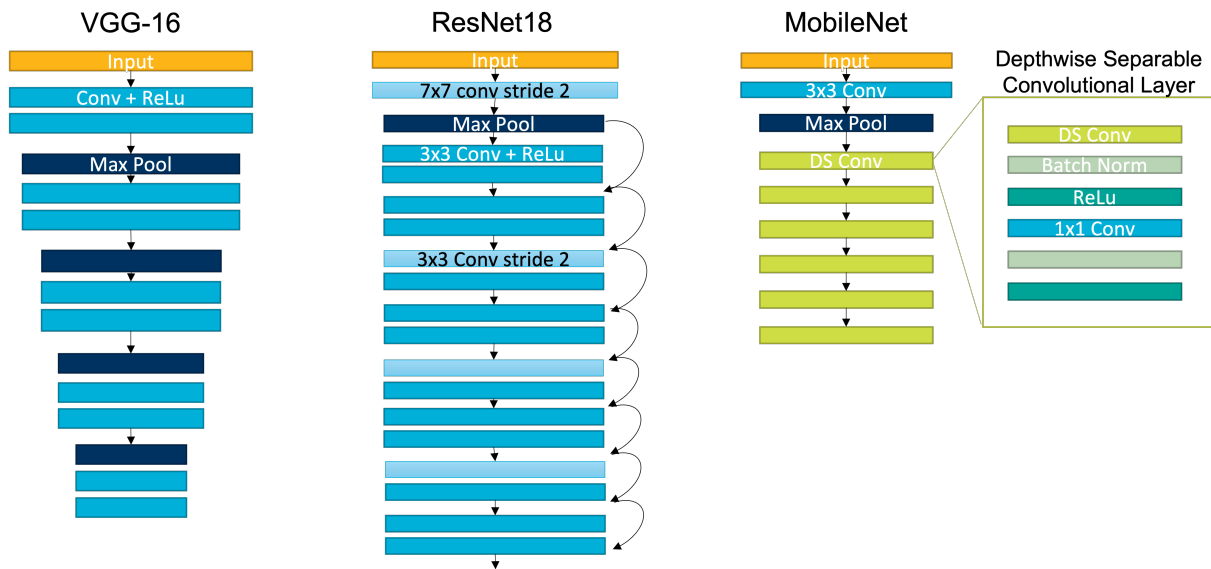 VGG-16
Input
Conv + ReLu
Max Pool
ResNet18
Input
7x7 conv stride 2
Max Pool
3x3 Conv + ReLu
3x3 Conv stride 2
MobileNet
Input
3x3 Conv
Max Pool
DS Conv
Depthwise Separable
Convolutional Layer
DS Conv
Batch Norm
ReLu
1x1 Conv